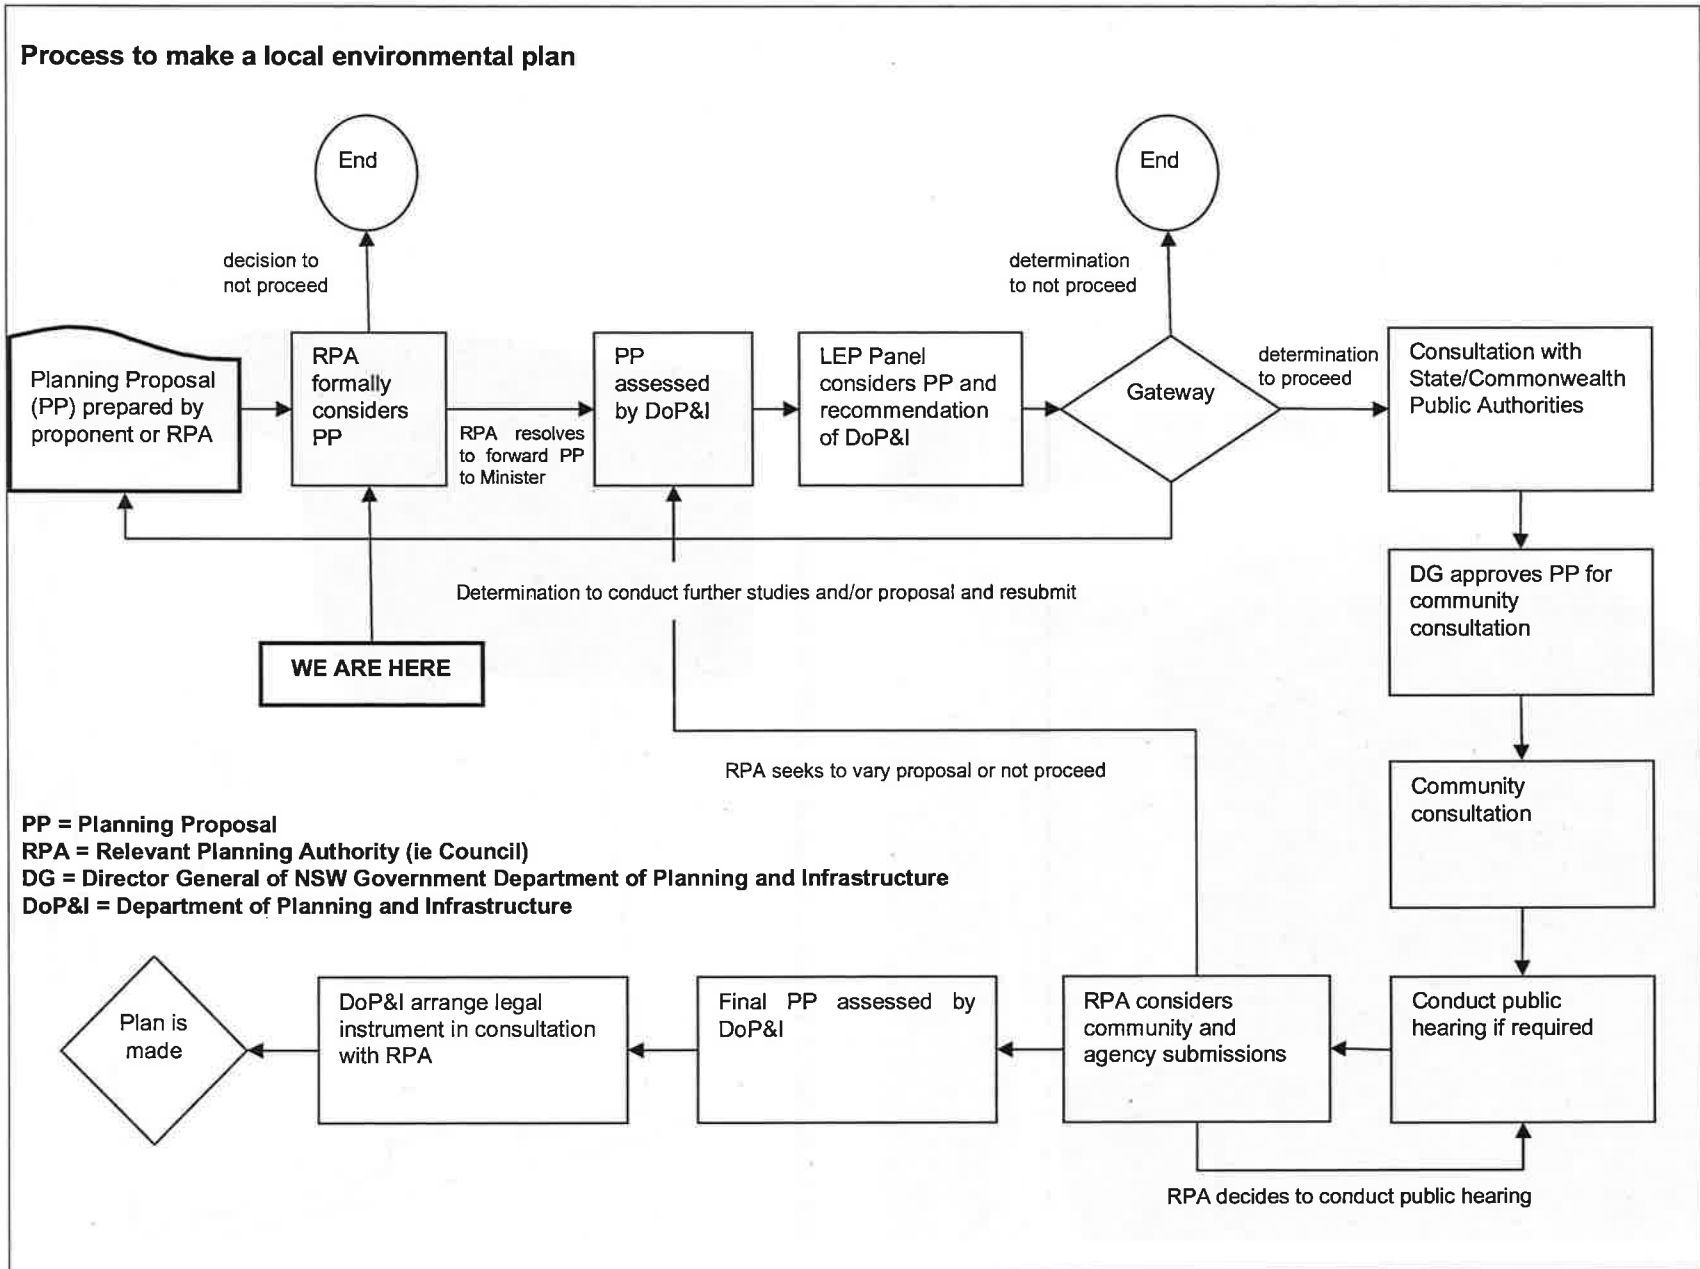 Process to make a local environmental plan
End
End
decision to
not proceed
determination
to not proceed
Planning Proposal
(PP) prepared by
proponent or RPA
RPA
formally
considers
PP
RPA resolves
to forward PP
to Minister
PP
assessed
by DoP&I
LEP Panel
considers PP and
recommendation
of DoP&I
Gateway
determination
to proceed
Consultation with
State/Commonwealth
Public Authorities
Determination to conduct further studies and/or proposal and resubmit
DG approves PP for
community
consultation
WE ARE HERE
RPA seeks to vary proposal or not proceed
Community
consultation
PP = Planning Proposal
RPA = Relevant Planning Authority (ie Council)
DG = Director General of NSW Government Department of Planning and Infrastructure
DoP&I = Department of Planning and Infrastructure
Plan is
made
DoP&I arrange legal
instrument in consultation
with RPA
Final PP assessed by
DoP&I
RPA considers
community and
agency submissions
Conduct public
hearing if required
RPA decides to conduct public hearing